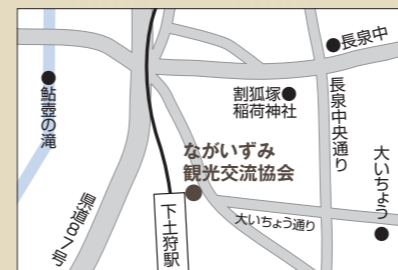 長泉中
割狐塚
稲荷神社
長泉中央通り
鮎壺の滝
大いちょう
ながいずみ
観光交流協会
大いちょう通り
下土狩駅
県道87号